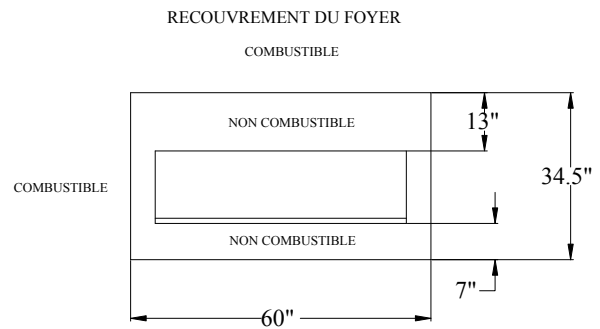 RECOUVREMENT DU FOYER
COMBUSTIBLE
NON COMBUSTIBLE
13"
COMBUSTIBLE
34.5"
NON COMBUSTIBLE
7"
60"